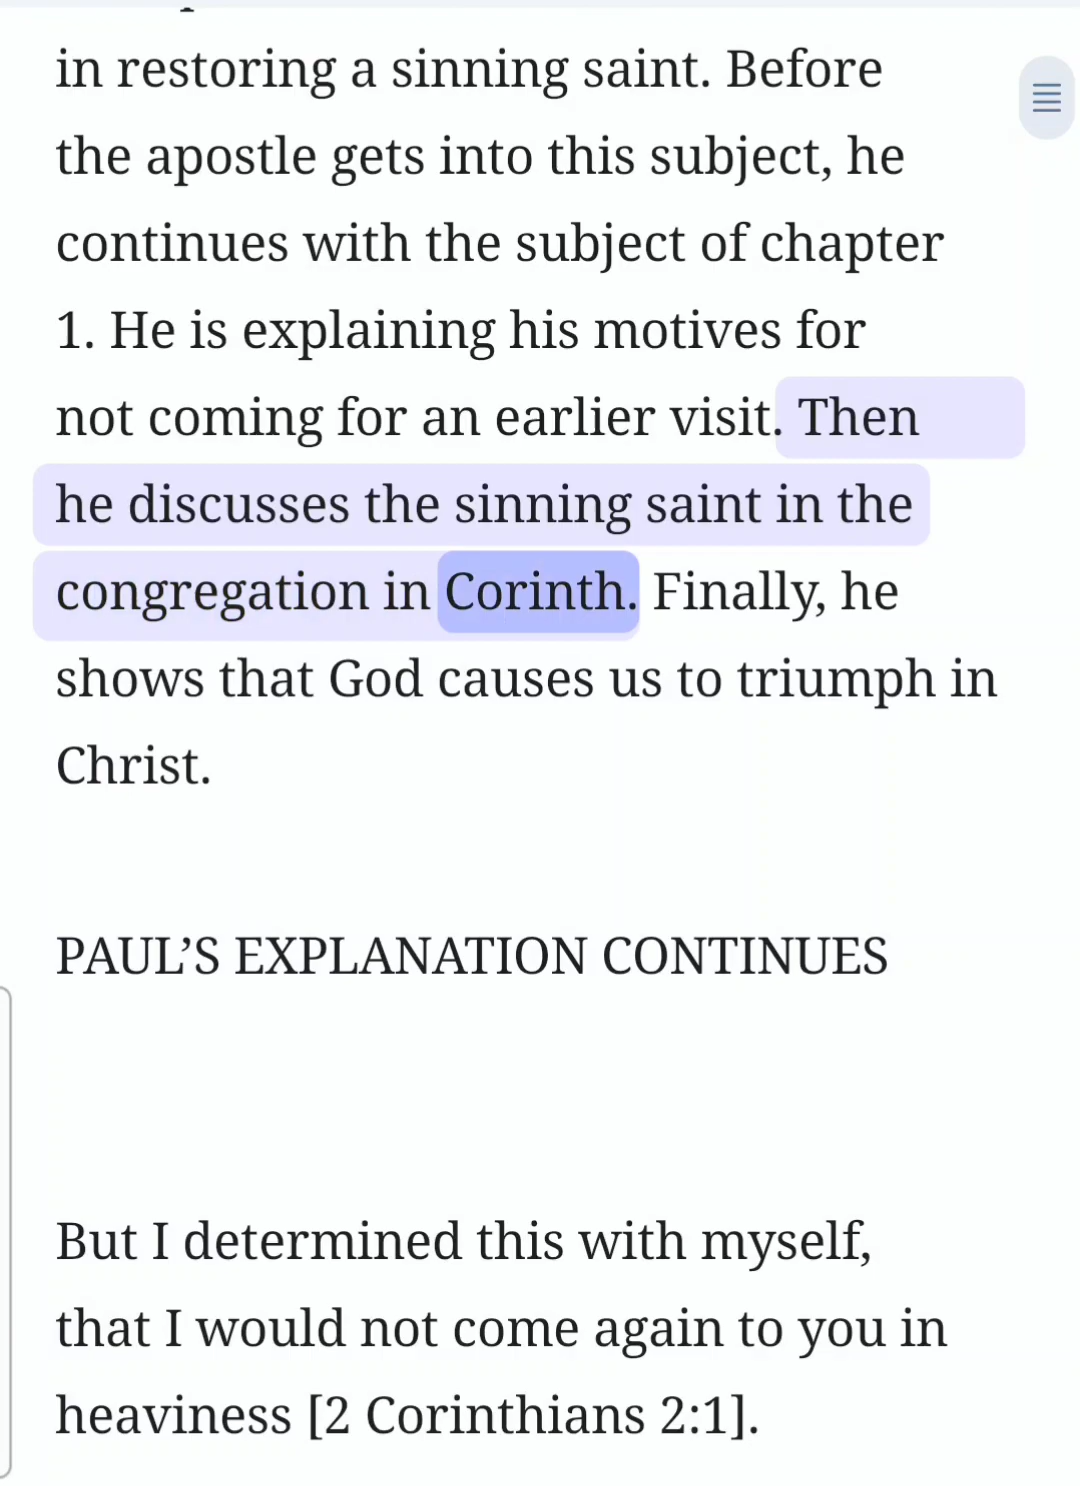 in restoring a sinning saint. Before
the apostle gets into this subject, he
continues with the subject of chapter
1. He is explaining his motives for
not coming for an earlier visit. Then
he discusses the sinning saint in the
congregation in Corinth. Finally, he
shows that God causes us to triumph in
Christ.
PAUL’S EXPLANATION CONTINUES
But I determined this with myself,
that I would not come again to you in
heaviness [2 Corinthians 2:1].